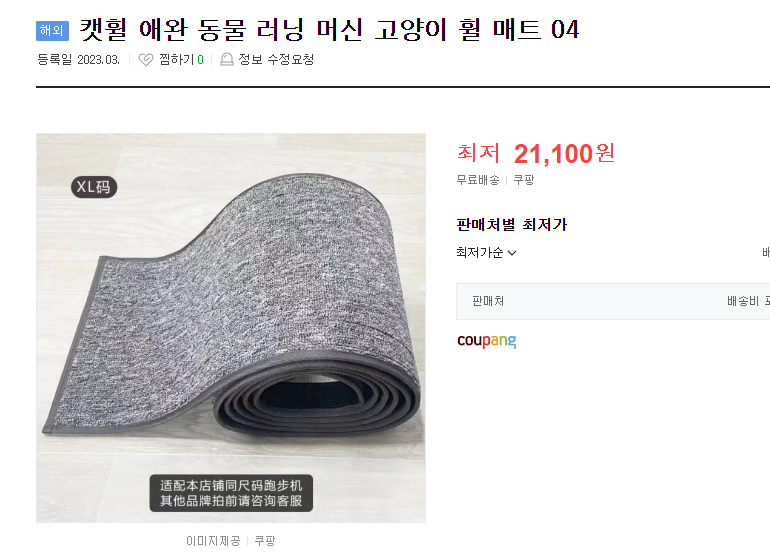 해외 캣휠 애완 동물 러닝 머신 고양이 휠 매트 04
등록일 2023.03. 찜하기 0 정보 수정요청
XL码
适配本店铺同尺码跑步机
其他品牌拍前请咨询客服
이미지제공 쿠팡
최저 21,100원
무료배송 쿠팡
판매처별 최저가
최저가순
판매처 배송비
coupang